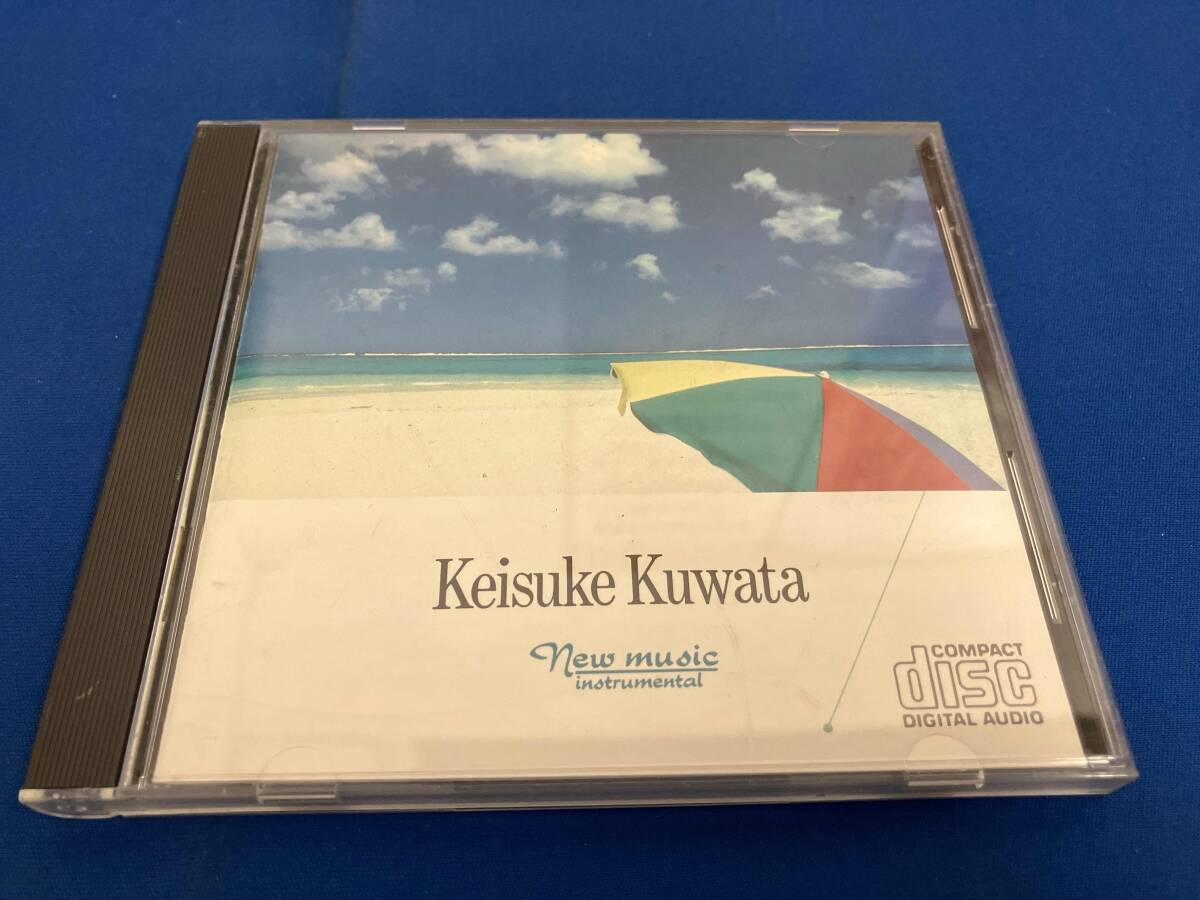 Keisuke Kuwata
New music
instrumental
COMPACT
disc
DIGITAL AUDIO